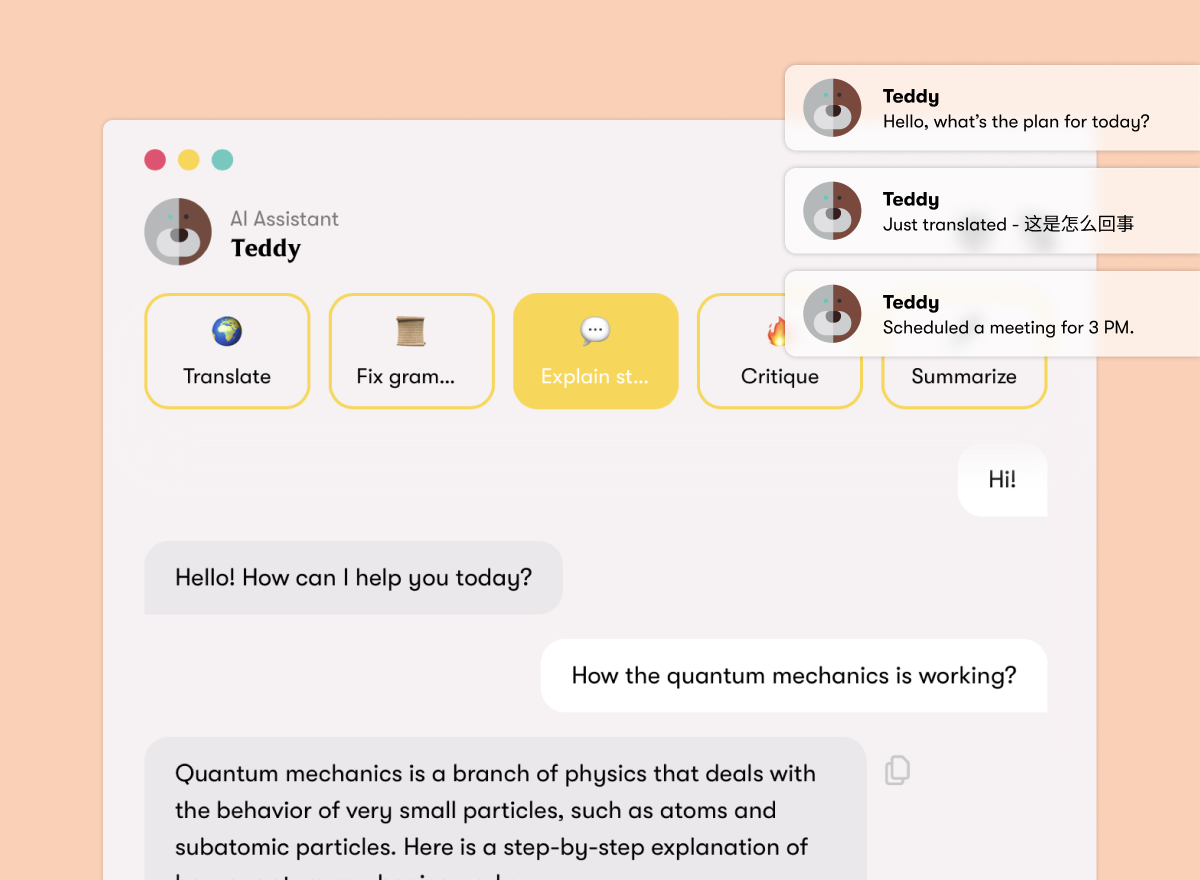 Teddy
Hello, what’s the plan for today?
Teddy
Just translated - 这是怎么回事
Teddy
Scheduled a meeting for 3 PM.
AI Assistant
Teddy
Translate
Fix gram...
Explain st...
Critique
Summarize
Hi!
Hello! How can I help you today?
How the quantum mechanics is working?
Quantum mechanics is a branch of physics that deals with
the behavior of very small particles, such as atoms and
subatomic particles. Here is a step-by-step explanation of